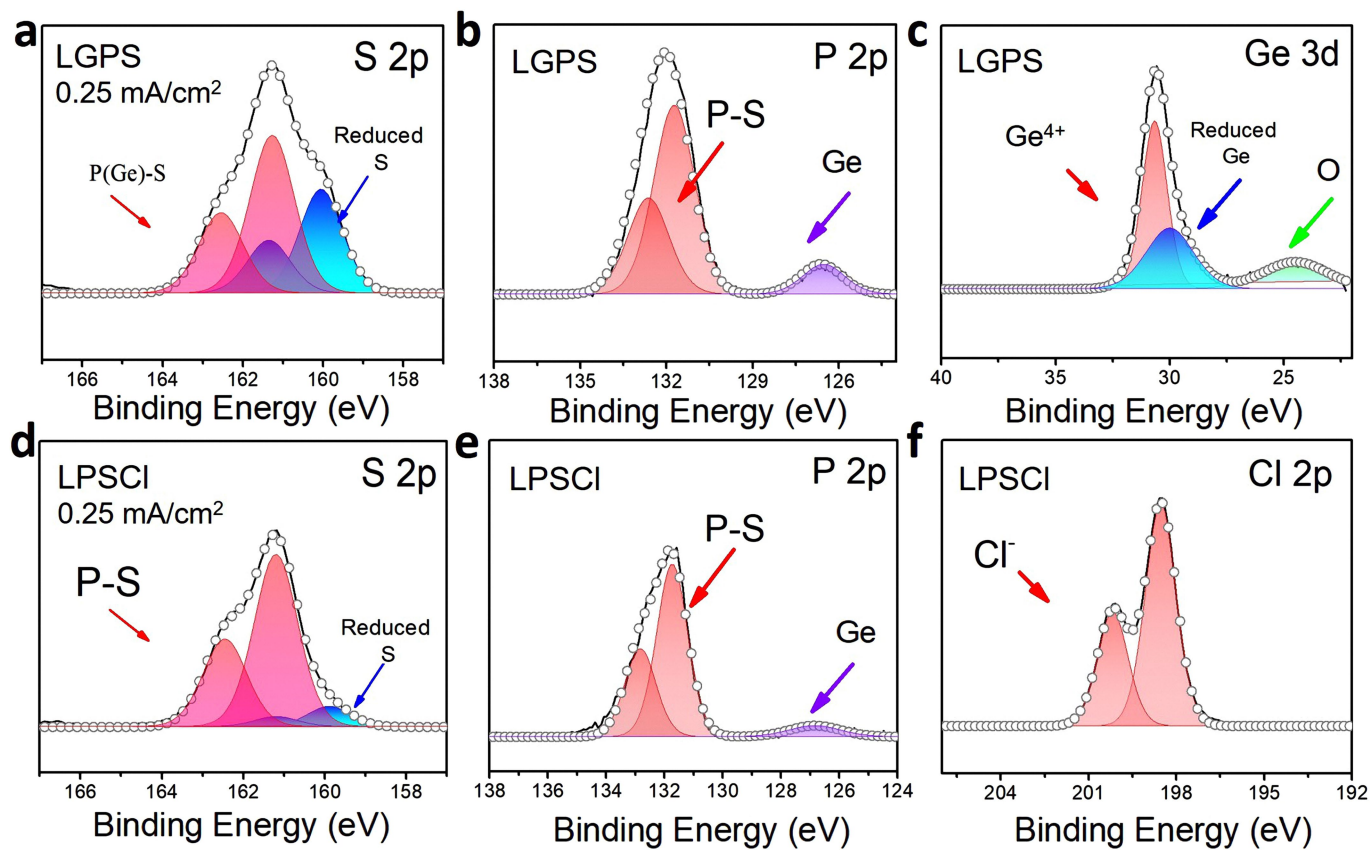 a
LGPS
0.25 mA/cm²
S 2p
P(Ge)-S
Reduced
S
166 164 162 160 158
Binding Energy (eV)
b
LGPS
P 2p
P-S
Ge
138 135 132 129 126
Binding Energy (eV)
c
LGPS
Ge 3d
Ge⁴⁺
Reduced
Ge
O
40 35 30 25
Binding Energy (eV)
d
LPSCl
0.25 mA/cm²
S 2p
P-S
Reduced
S
166 164 162 160 158
Binding Energy (eV)
e
LPSCl
P 2p
P-S
Ge
138 136 134 132 130 128 126 124
Binding Energy (eV)
f
LPSCl
Cl 2p
Cl⁻
204 201 198 195 192
Binding Energy (eV)